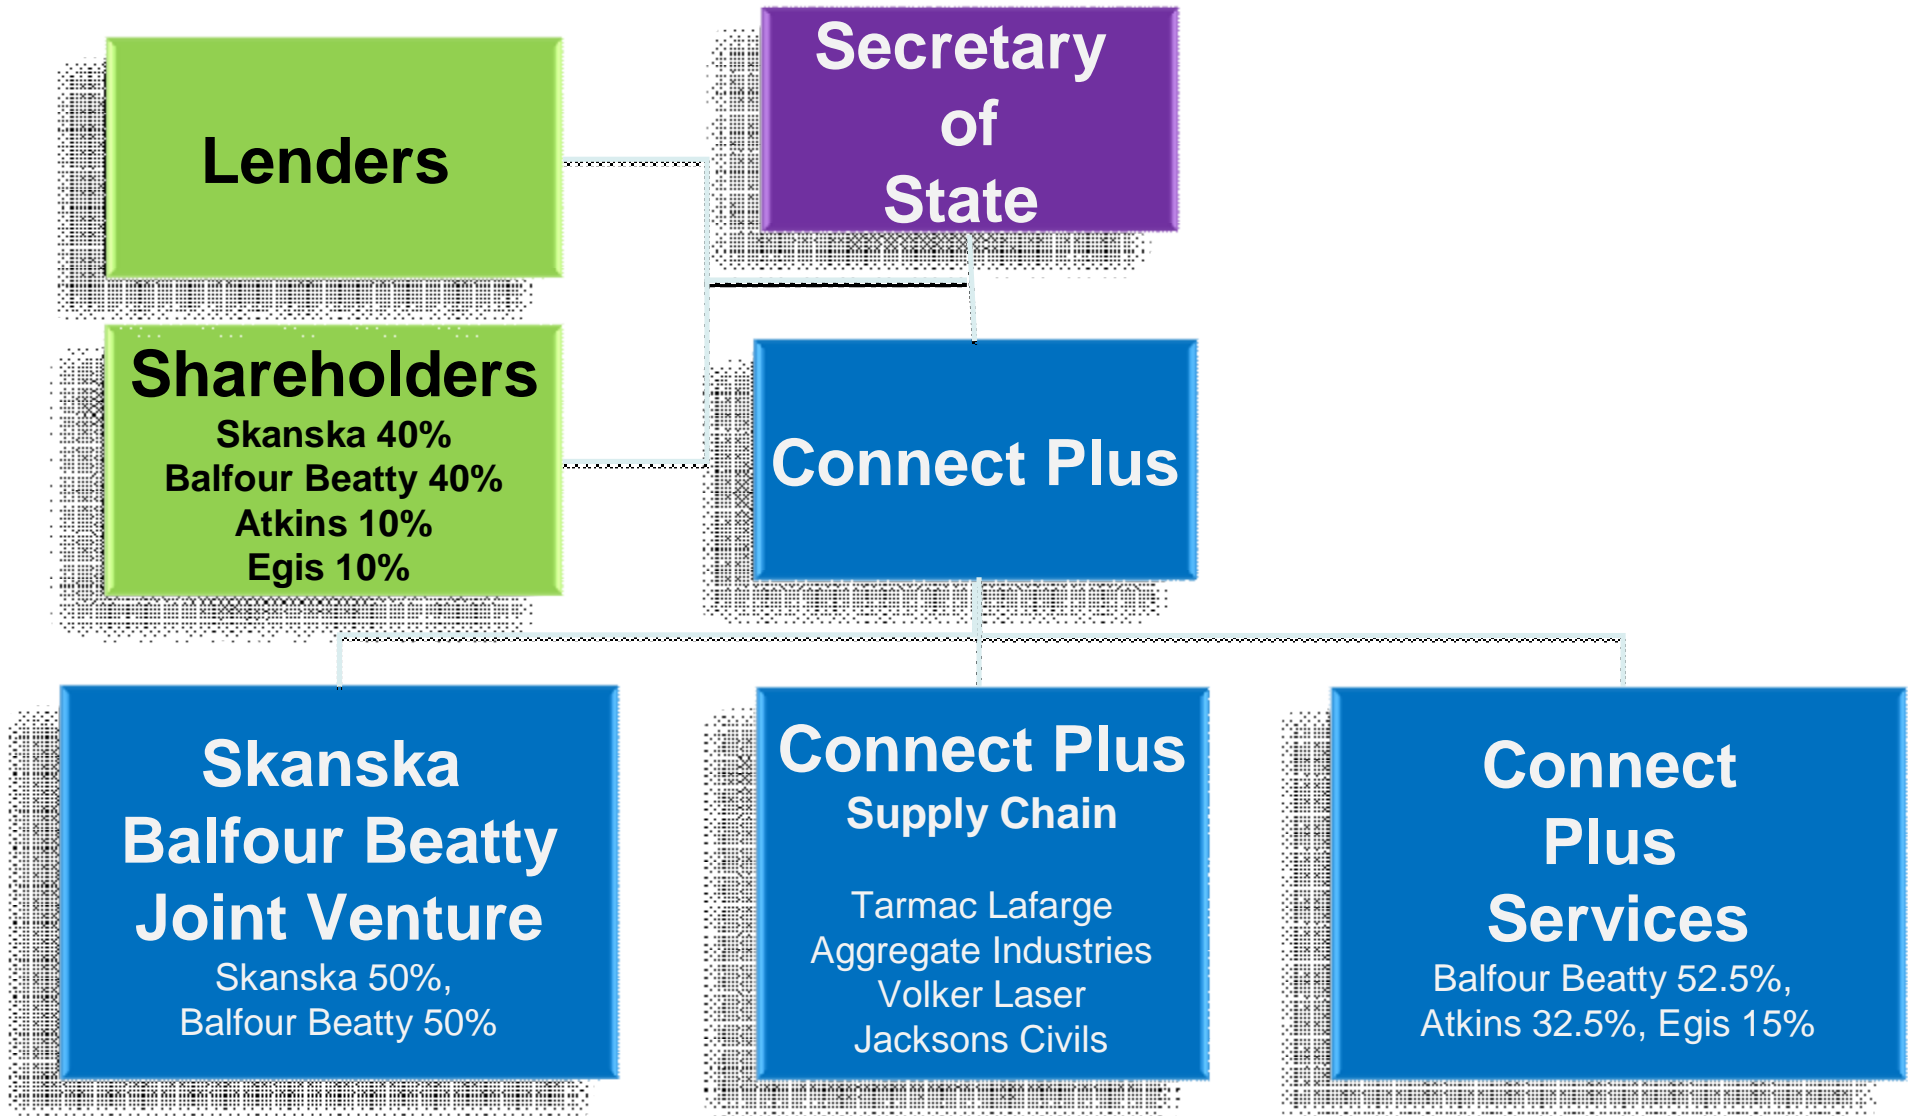 Lenders
Secretary
of
State
Shareholders
Skanska 40%
Balfour Beatty 40%
Atkins 10%
Egis 10%
Connect Plus
Skanska
Balfour Beatty
Joint Venture
Skanska 50%,
Balfour Beatty 50%
Connect Plus
Supply Chain
Tarmac Lafarge
Aggregate Industries
Volker Laser
Jacksons Civils
Connect
Plus
Services
Balfour Beatty 52.5%,
Atkins 32.5%, Egis 15%